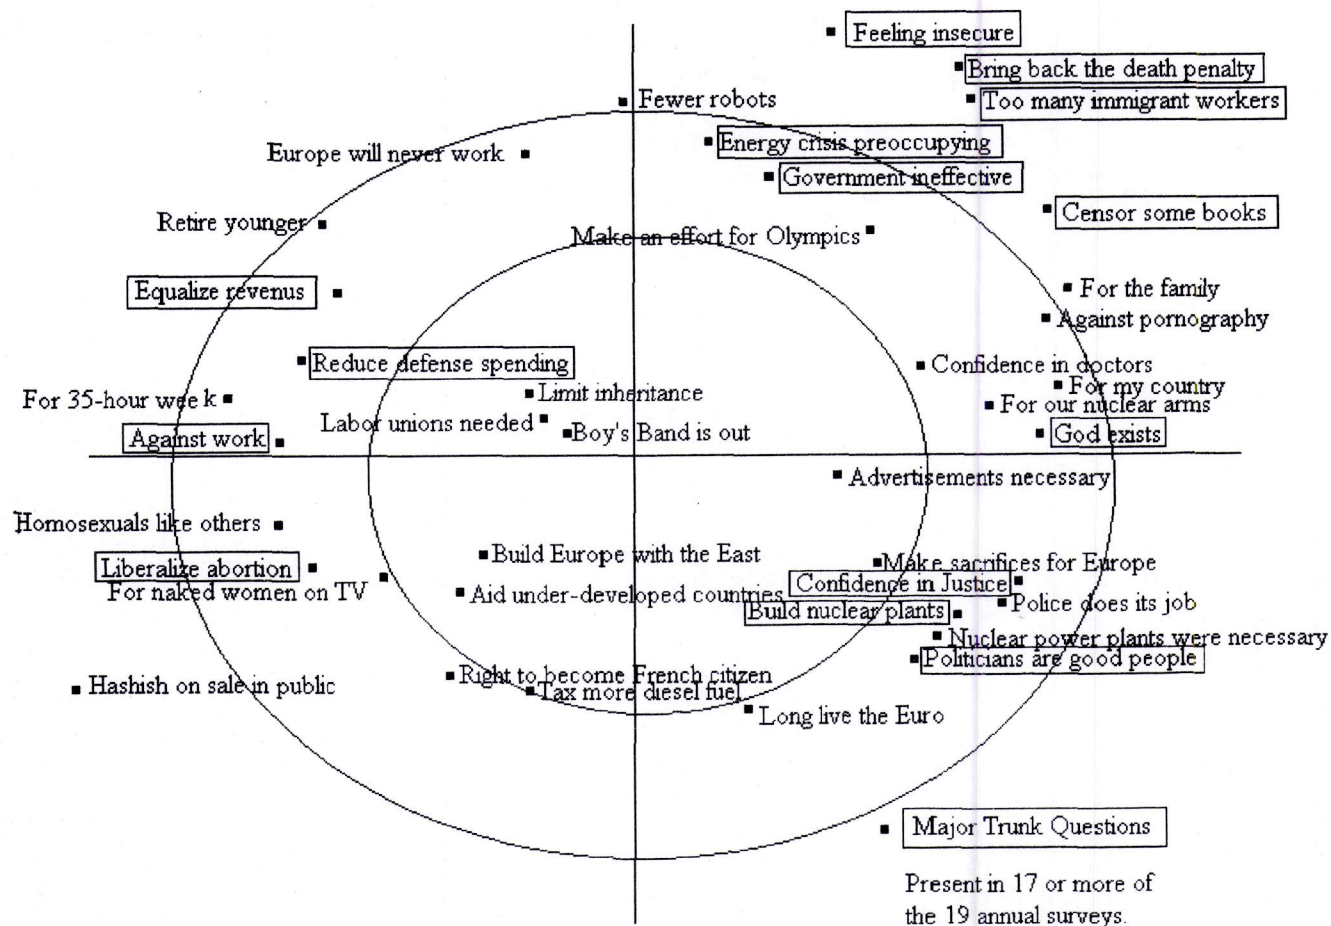 Feeling insecure
Bring back the death penalty
Fewer robots
Too many immigrant workers
Energy crisis preoccupying
Europe will never work
Government ineffective
Retire younger
Censor some books
Make an effort for Olympics
Equalize revenus
For the family
Against pornography
Reduce defense spending
Confidence in doctors
For my country
Limit inheritance
For 35-hour week
For our nuclear arms
Labor unions needed
Boy's Band is out
God exists
Against work
Advertisements necessary
Homosexuals like others
Build Europe with the East
Make sacrifices for Europe
Liberalize abortion
Confidence in Justice
For naked women on TV
Aid under-developed countries
Police does its job
Build nuclear plants
Nuclear power plants were necessary
Politicians are good people
Right to become French citizen
Hashish on sale in public
Tax more diesel fuel
Long live the Euro
Major Trunk Questions
Present in 17 or more of
the 19 annual surveys.